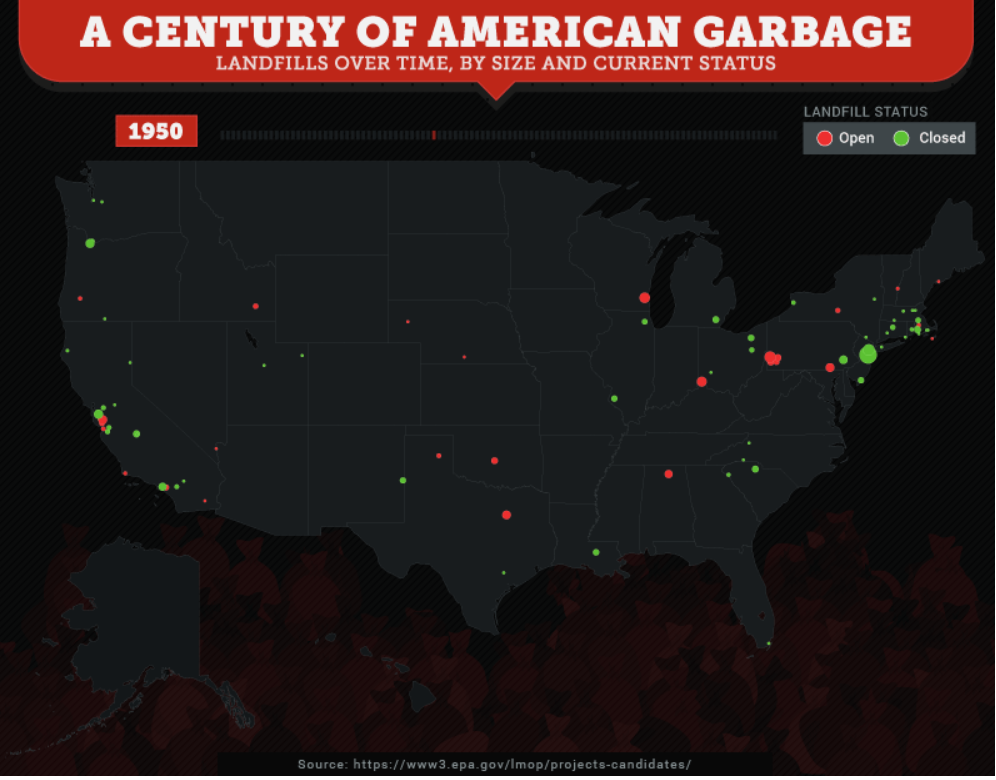 A CENTURY OF AMERICAN GARBAGE
LANDFILLS OVER TIME, BY SIZE AND CURRENT STATUS
1950
LANDFILL STATUS
Open Closed
Source: https://www3.epa.gov/lmop/projects-candidates/